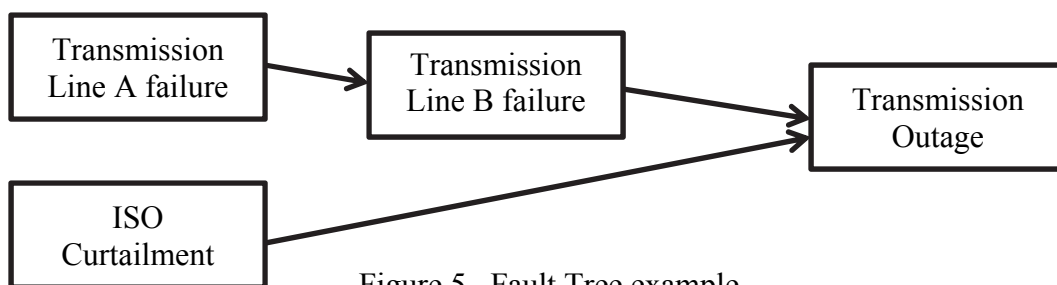 Transmission
Line A failure
Transmission
Line B failure
Transmission
Outage
ISO
Curtailment
Figure 5. Fault Tree example